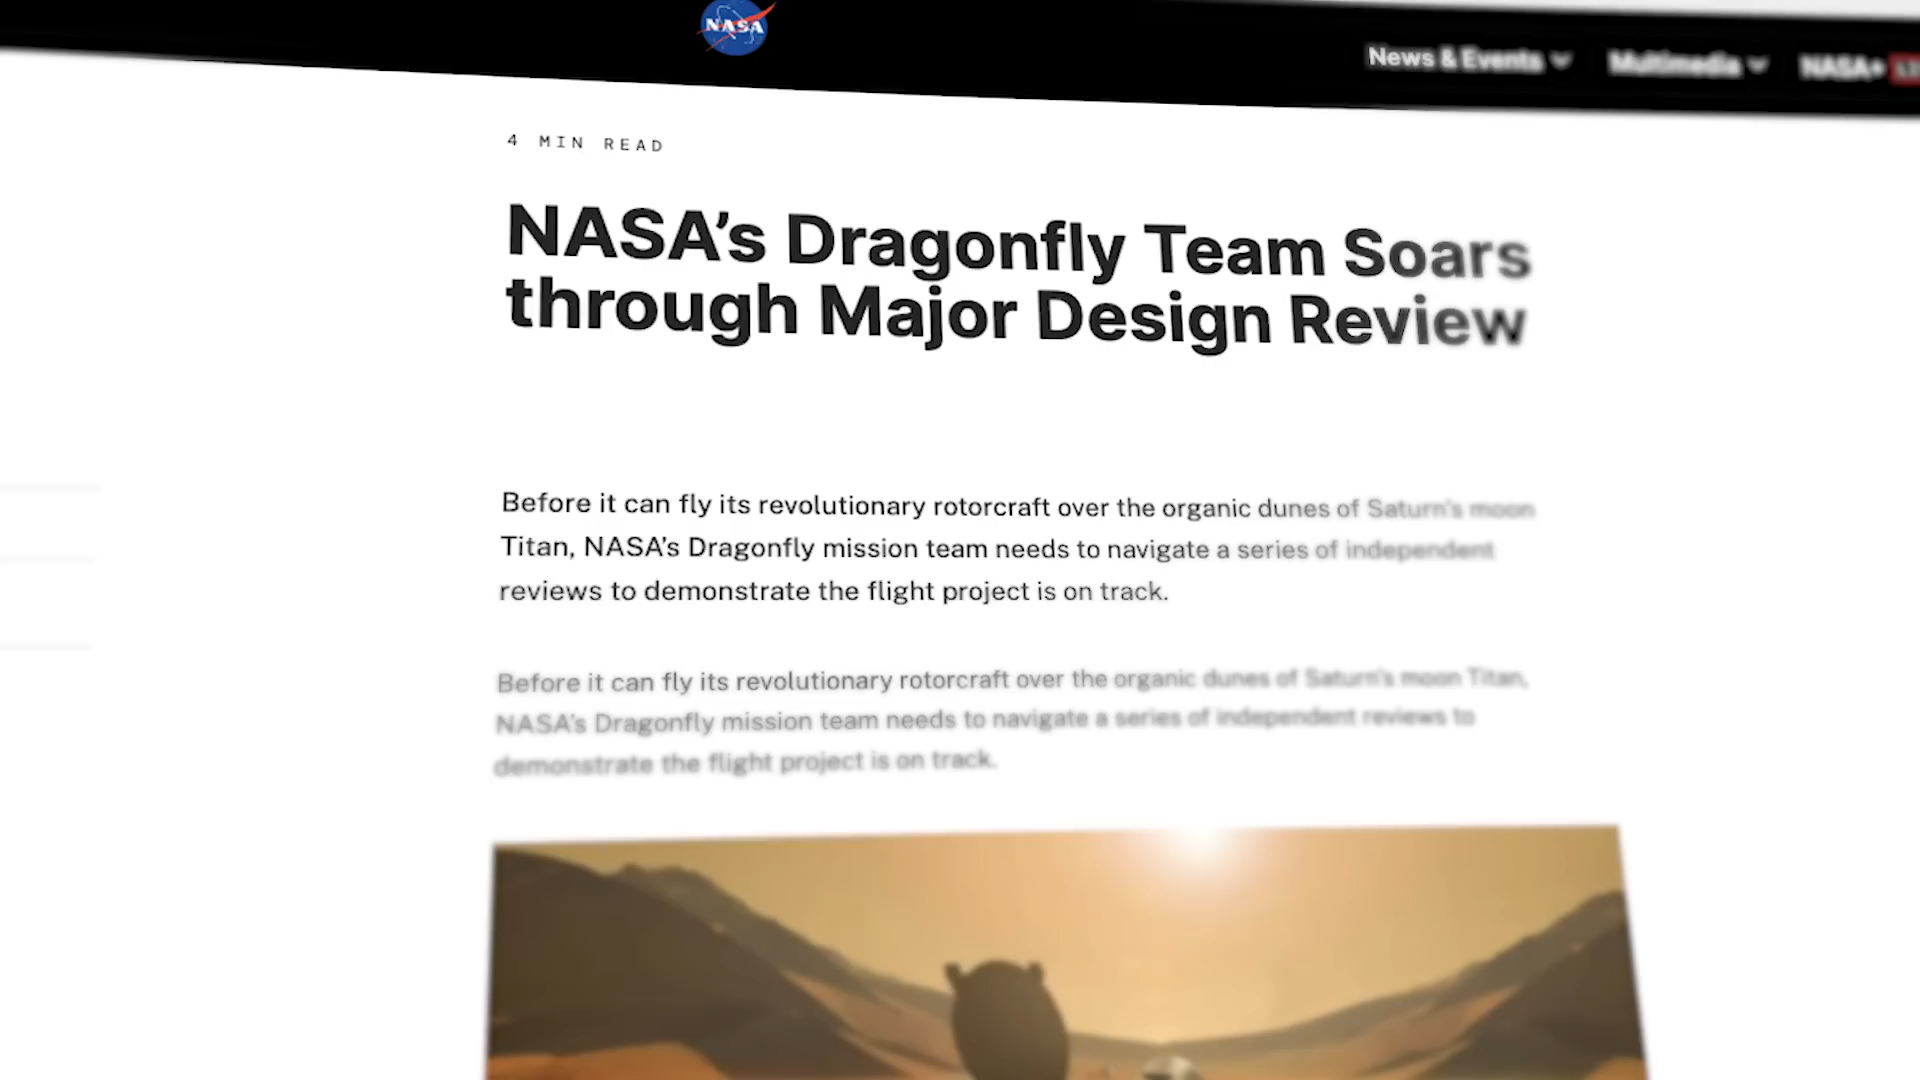 NASA
News & Events
Multimedia
NASA+
4 MIN READ
NASA's Dragonfly Team Soars
through Major Design Review
Before it can fly its revolutionary rotorcraft over the organic dunes of Saturn's moon
Titan, NASA's Dragonfly mission team needs to navigate a series of independent
reviews to demonstrate the flight project is on track.
Before it can fly its revolutionary rotorcraft over the organic dunes of Saturn's moon Titan,
NASA's Dragonfly mission team needs to navigate a series of independent reviews to
demonstrate the flight project is on track.